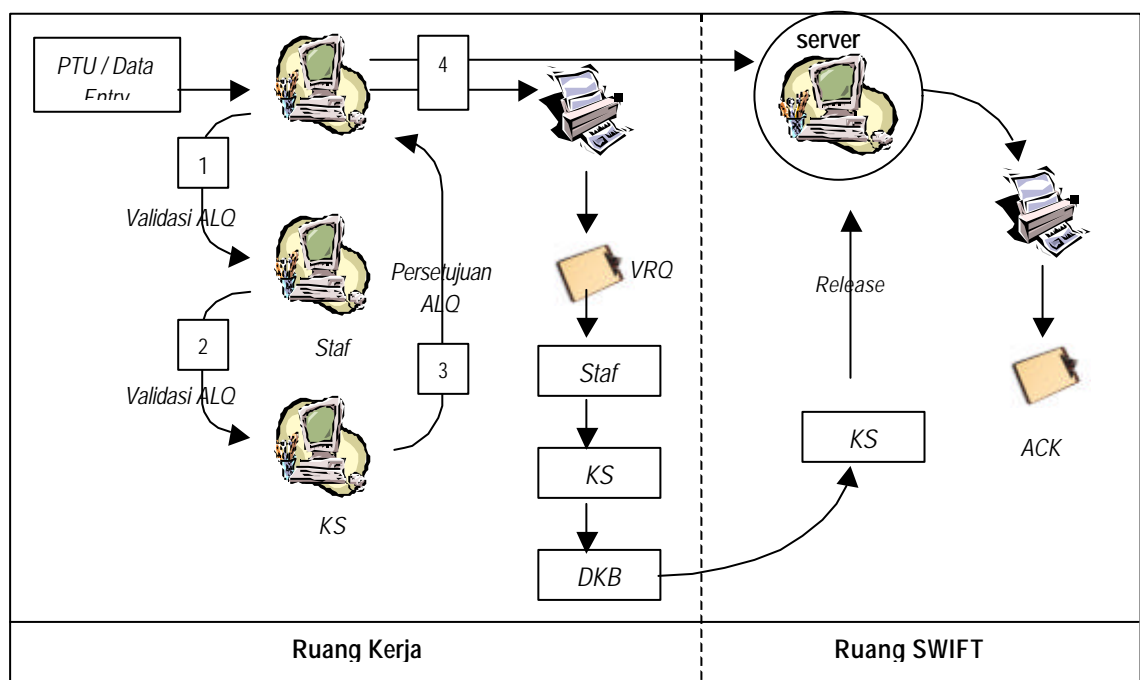 PTU / Data
Entry
4
server
1
Validasi ALQ
Persetujuan
ALQ
VRQ
Release
Staf
2
Validasi ALQ
3
Staf
KS
KS
ACK
KS
DKB
Ruang Kerja
Ruang SWIFT